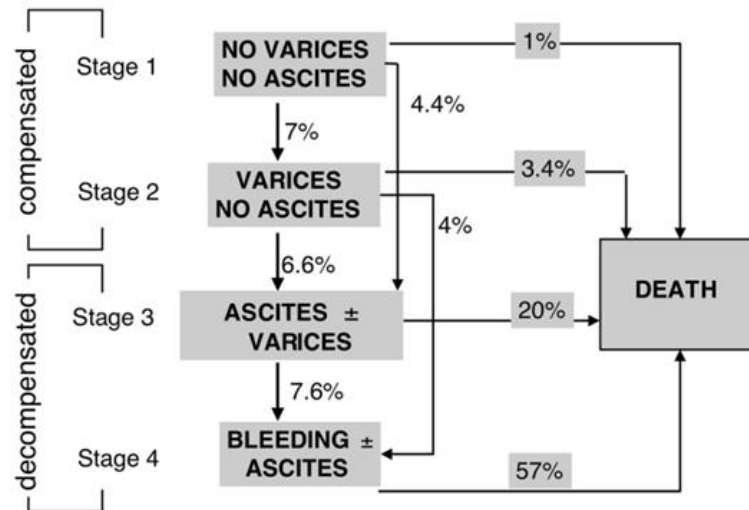 compensated
Stage 1
NO VARICES
NO ASCITES
1%
4.4%
7%
Stage 2
VARICES
NO ASCITES
3.4%
4%
6.6%
decompensated
Stage 3
ASCITES ±
VARICES
20%
DEATH
7.6%
Stage 4
BLEEDING ±
ASCITES
57%